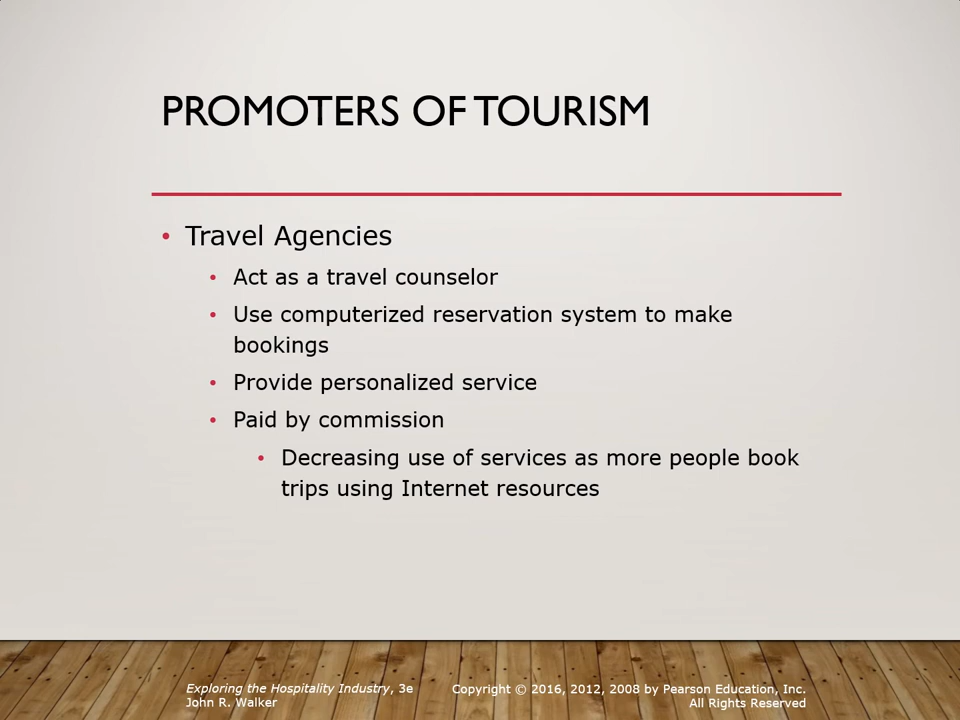 PROMOTERS OF TOURISM
• Travel Agencies
• Act as a travel counselor
• Use computerized reservation system to make
bookings
• Provide personalized service
• Paid by commission
• Decreasing use of services as more people book
trips using Internet resources
Exploring the Hospitality Industry, 3e
John R. Walker
Copyright © 2016, 2012, 2008 by Pearson Education, Inc.
All Rights Reserved